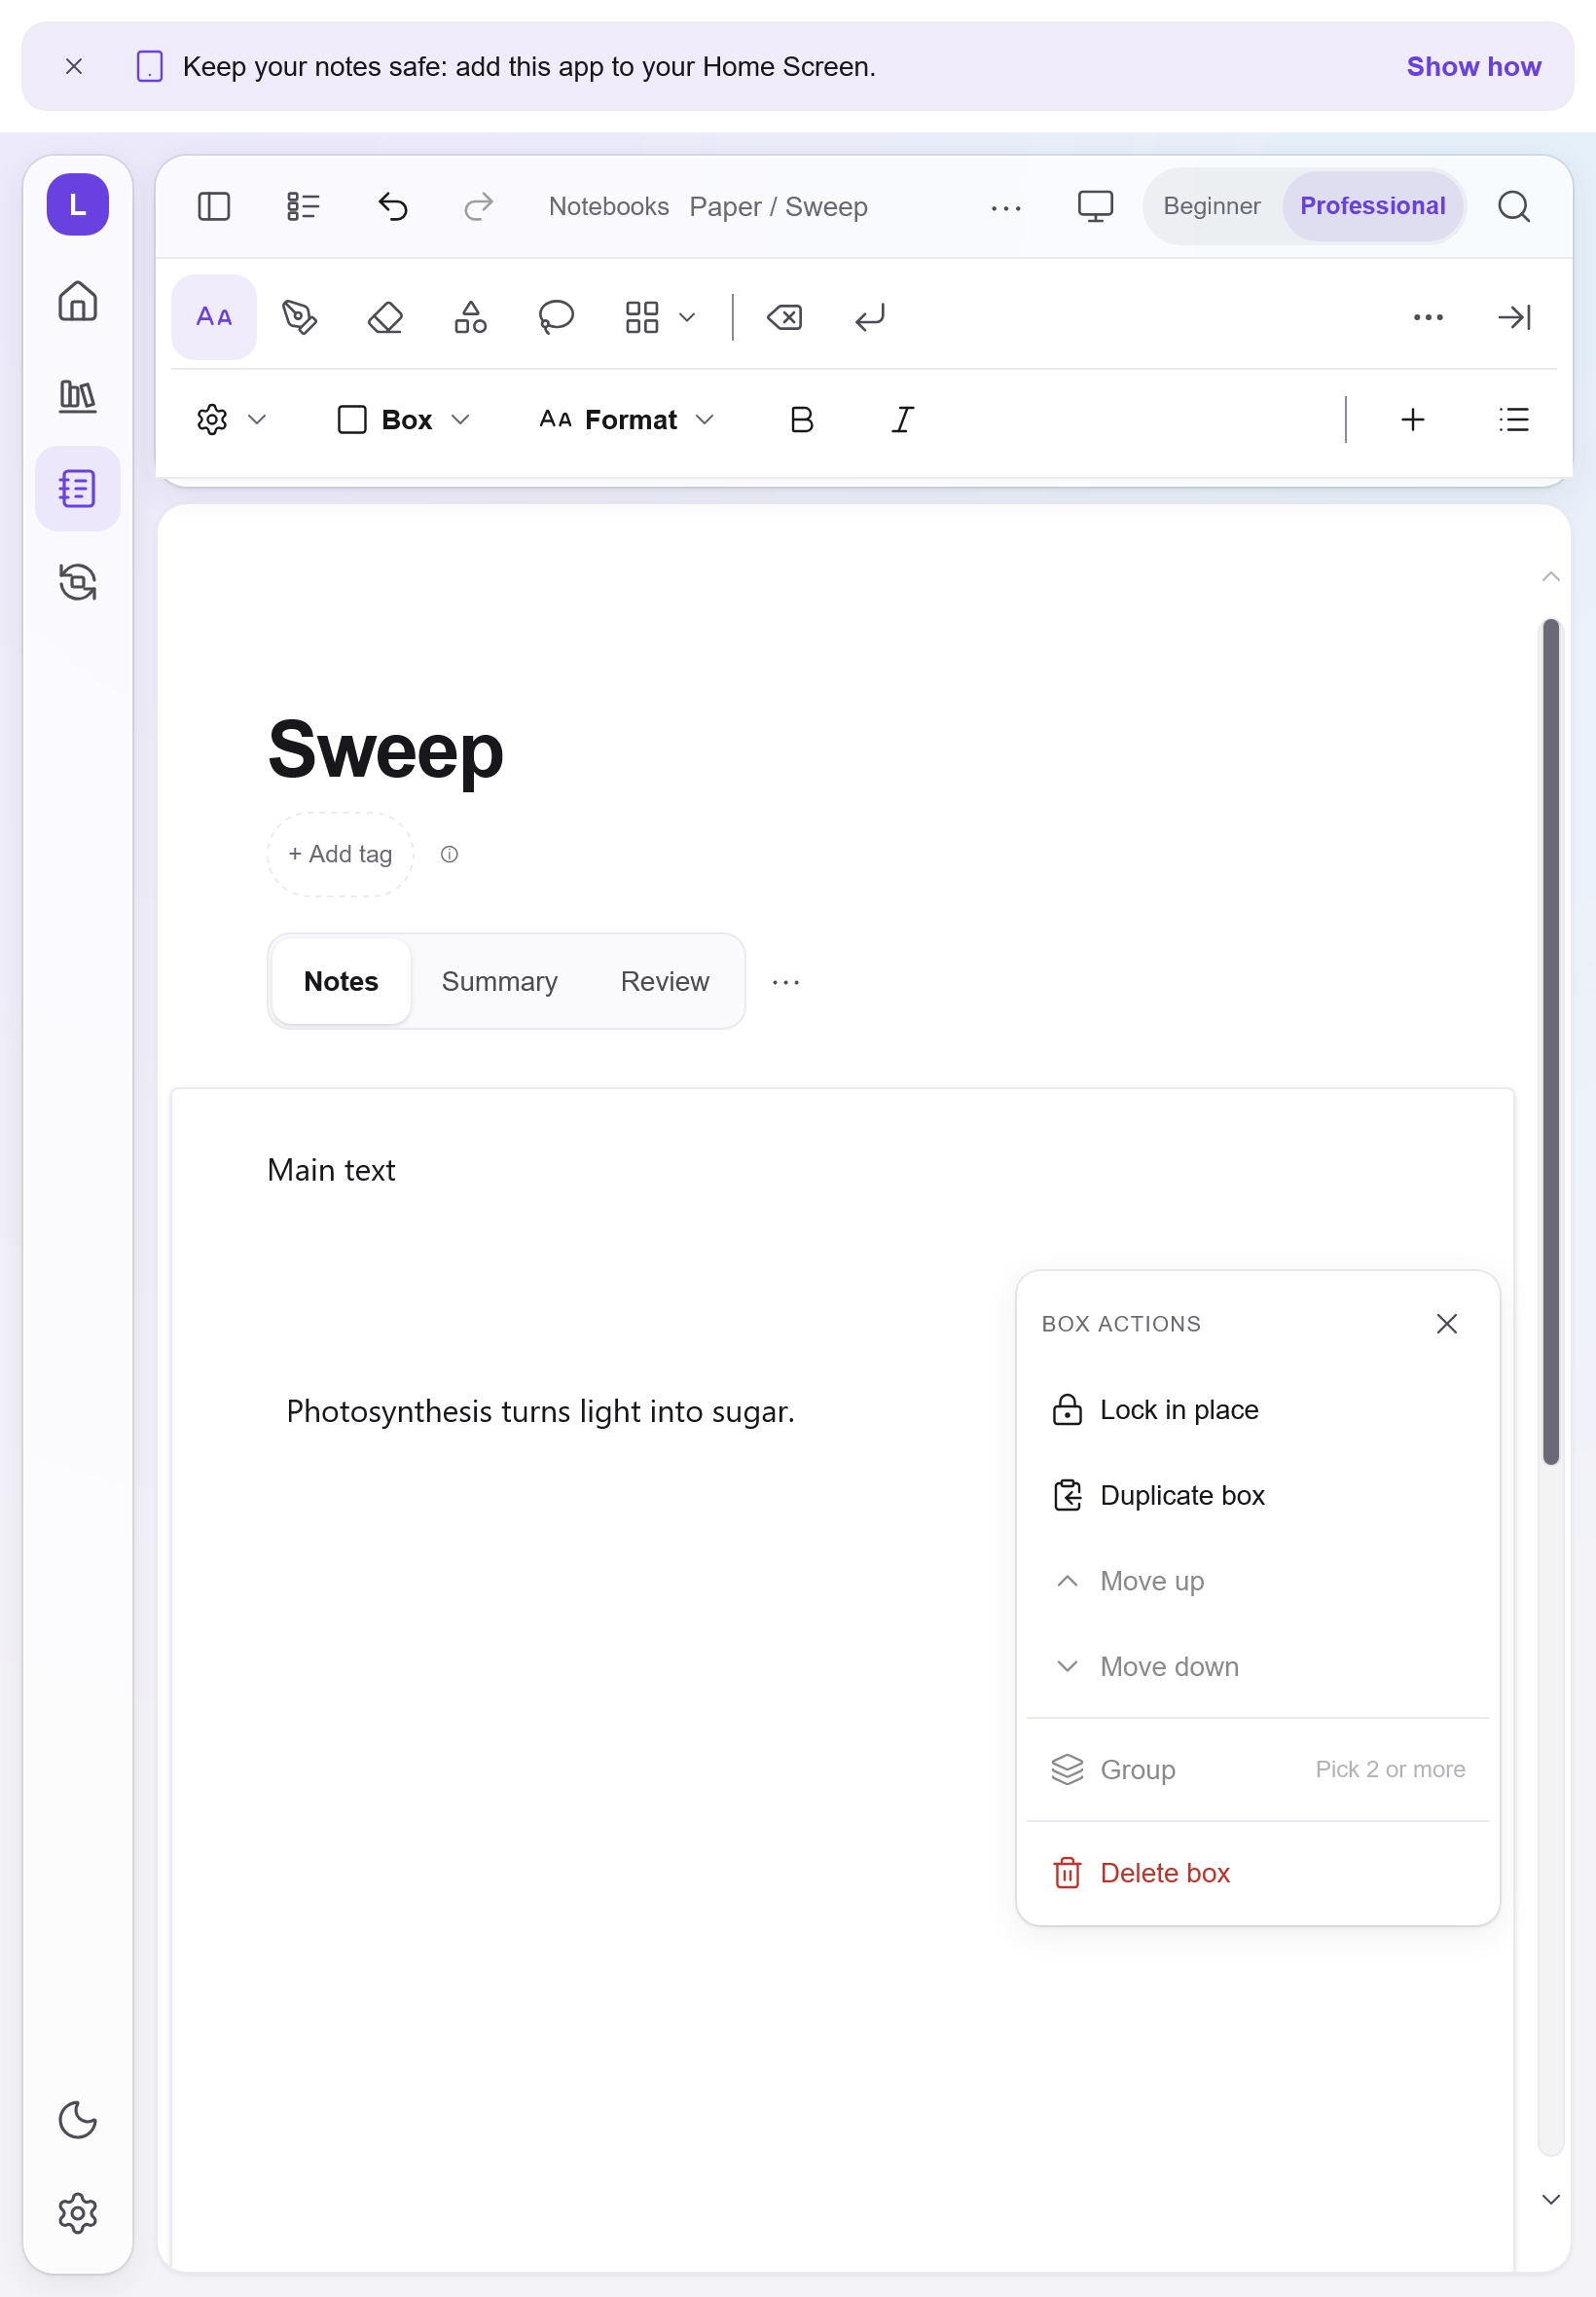 Keep your notes safe: add this app to your Home Screen.
Show how
L
Notebooks Paper / Sweep
Beginner Professional
Box
Format
Sweep
+ Add tag
Notes Summary Review
Main text
Photosynthesis turns light into sugar.
BOX ACTIONS
Lock in place
Duplicate box
Move up
Move down
Group Pick 2 or more
Delete box